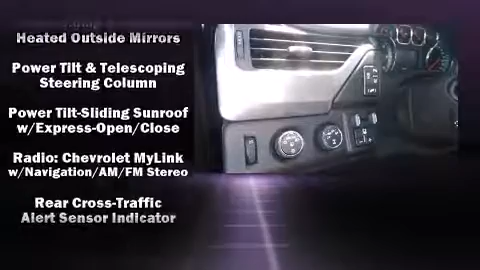 Heated Outside Mirrors
Power Tilt & Telescoping
Steering Column
Power Tilt-Sliding Sunroof
w/Express-Open/Close
Radio: Chevrolet MyLink
w/Navigation/AM/FM Stereo
Rear Cross-Traffic
Alert Sensor Indicator